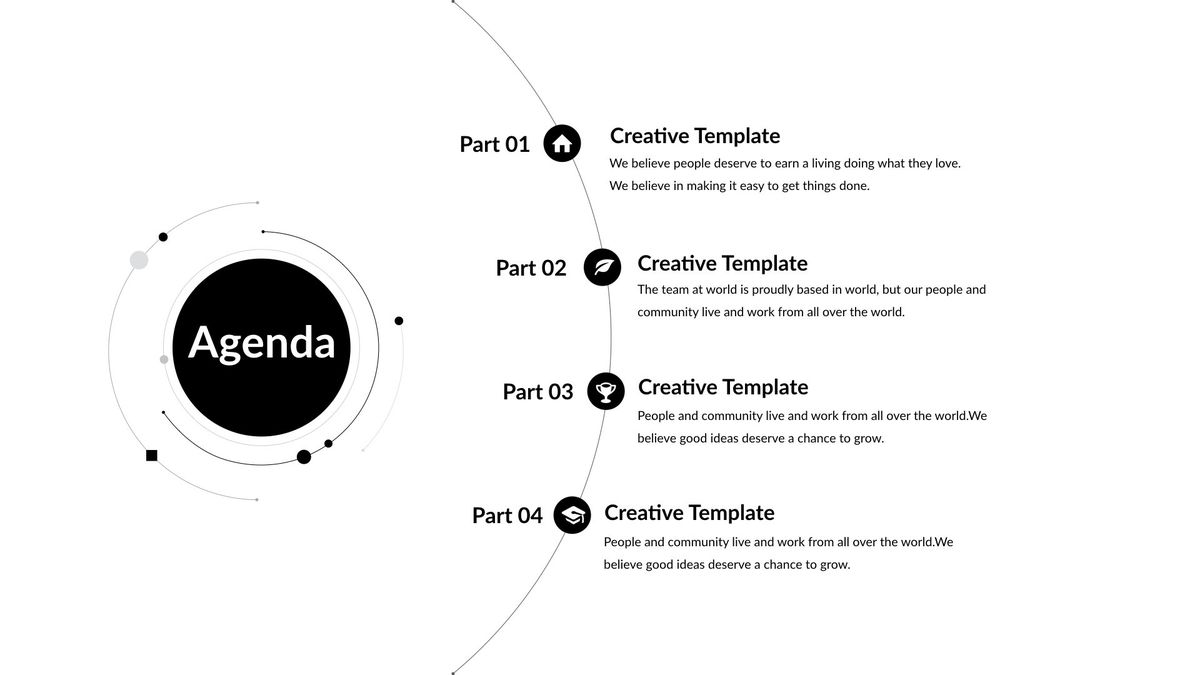 Agenda
Part 01
Creative Template
We believe people deserve to earn a living doing what they love.
We believe in making it easy to get things done.
Part 02
Creative Template
The team at world is proudly based in world, but our people and
community live and work from all over the world.
Part 03
Creative Template
People and community live and work from all over the world.We
believe good ideas deserve a chance to grow.
Part 04
Creative Template
People and community live and work from all over the world.We
believe good ideas deserve a chance to grow.